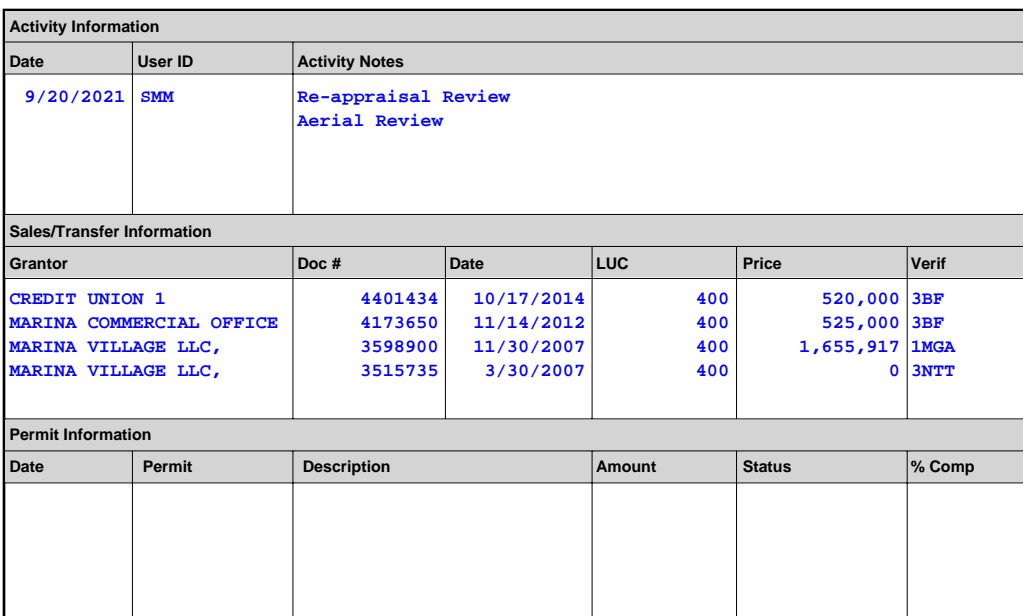 Activity Information
Date User ID Activity Notes
9/20/2021 SMM Re-appraisal Review
Aerial Review
Sales/Transfer Information
Grantor Doc # Date LUC Price Verif
CREDIT UNION 1 4401434 10/17/2014 400 520,000 3BF
MARINA COMMERCIAL OFFICE 4173650 11/14/2012 400 525,000 3BF
MARINA VILLAGE LLC, 3598900 11/30/2007 400 1,655,917 1MGA
MARINA VILLAGE LLC, 3515735 3/30/2007 400 0 3NTT
Permit Information
Date Permit Description Amount Status % Comp